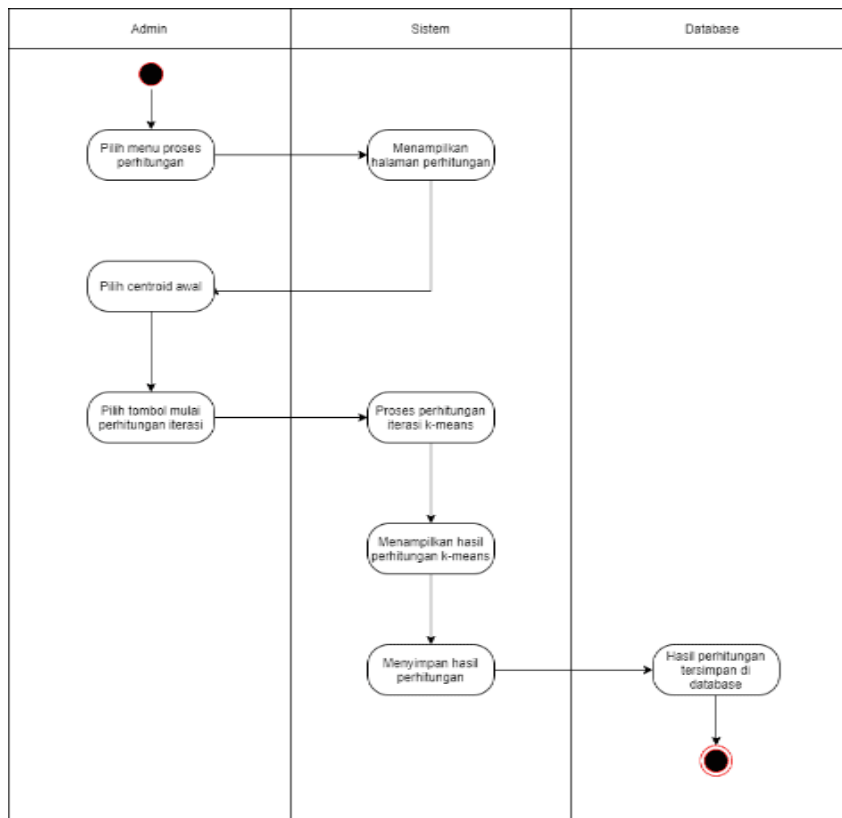 Admin
Sistem
Database
Pilih menu proses
perhitungan
Menampilkan
halaman perhitungan
Pilih centroid awal
Pilih tombol mulai
perhitungan iterasi
Proses perhitungan
iterasi k-means
Menampilkan hasil
perhitungan k-means
Menyimpan hasil
perhitungan
Hasil perhitungan
tersimpan di
database